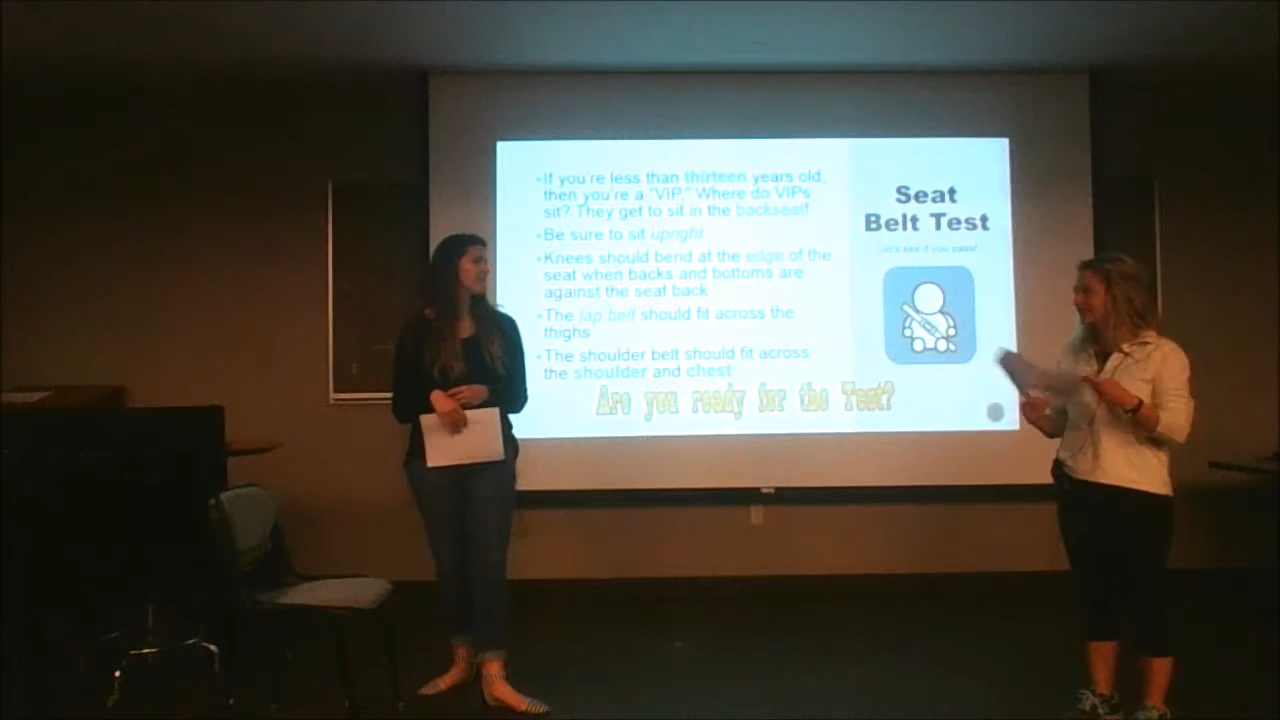 •If you're less than thirteen years old,
then you're a "VIP." Where do VIPs
sit? They get to sit in the backseat!
•Be sure to sit upright
•Knees should bend at the edge of the
seat when backs and bottoms are
against the seat back
•The lap belt should fit across the
thighs
•The shoulder belt should fit across
the shoulder and chest
Are you ready for the Test?
Seat
Belt Test
Let's see if you pass!